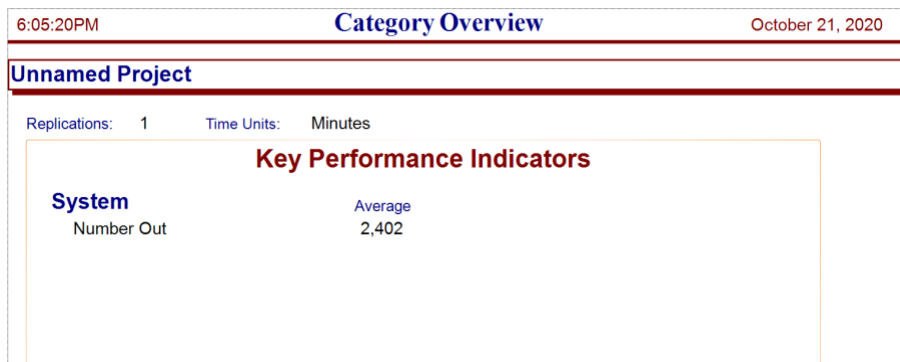 6:05:20PM Category Overview October 21, 2020
Unnamed Project
Replications: 1 Time Units: Minutes
Key Performance Indicators
System Average
Number Out 2,402